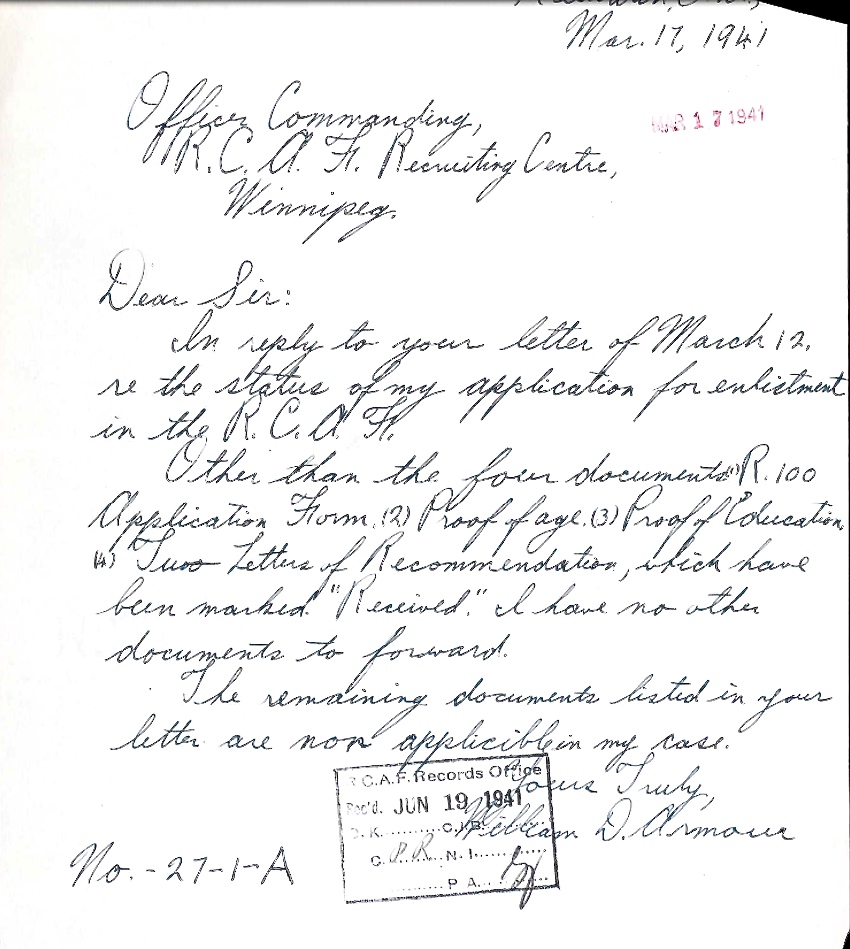 Mar. 17, 1941
MAR 17 1941
Officer Commanding,
R. C. A. F. Recruiting Centre,
Winnipeg.
Dear Sir:
In reply to your letter of March 12,
re the status of my application for enlistment
in the R. C. A. F.
Other than the four documents (1) R. 100
Application Form, (2) Proof of age, (3) Proof of Education,
(4) Two Letters of Recommendation, which have
been marked "Received." I have no other
documents to forward.
The remaining documents listed in your
letter are non applicible in my case.
Yours Truly,
William D. Armour
R.C.A.F. Records Office
Rec'd. JUN 19 1941
O. K. C.I.B.
C. P.R. N. I.
P. A.
No. - 27-1-A